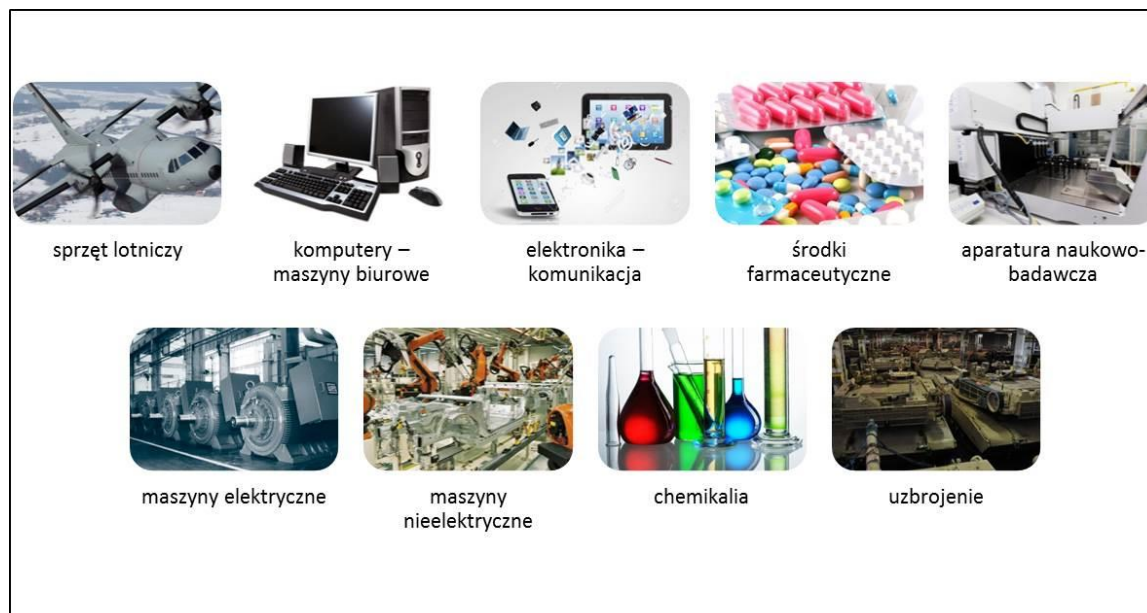 sprzęt lotniczy
komputery –
maszyny biurowe
elektronika –
komunikacja
środki
farmaceutyczne
aparatura naukowo-
badawcza
maszyny elektryczne
maszyny
nieelektryczne
chemikalia
uzbrojenie